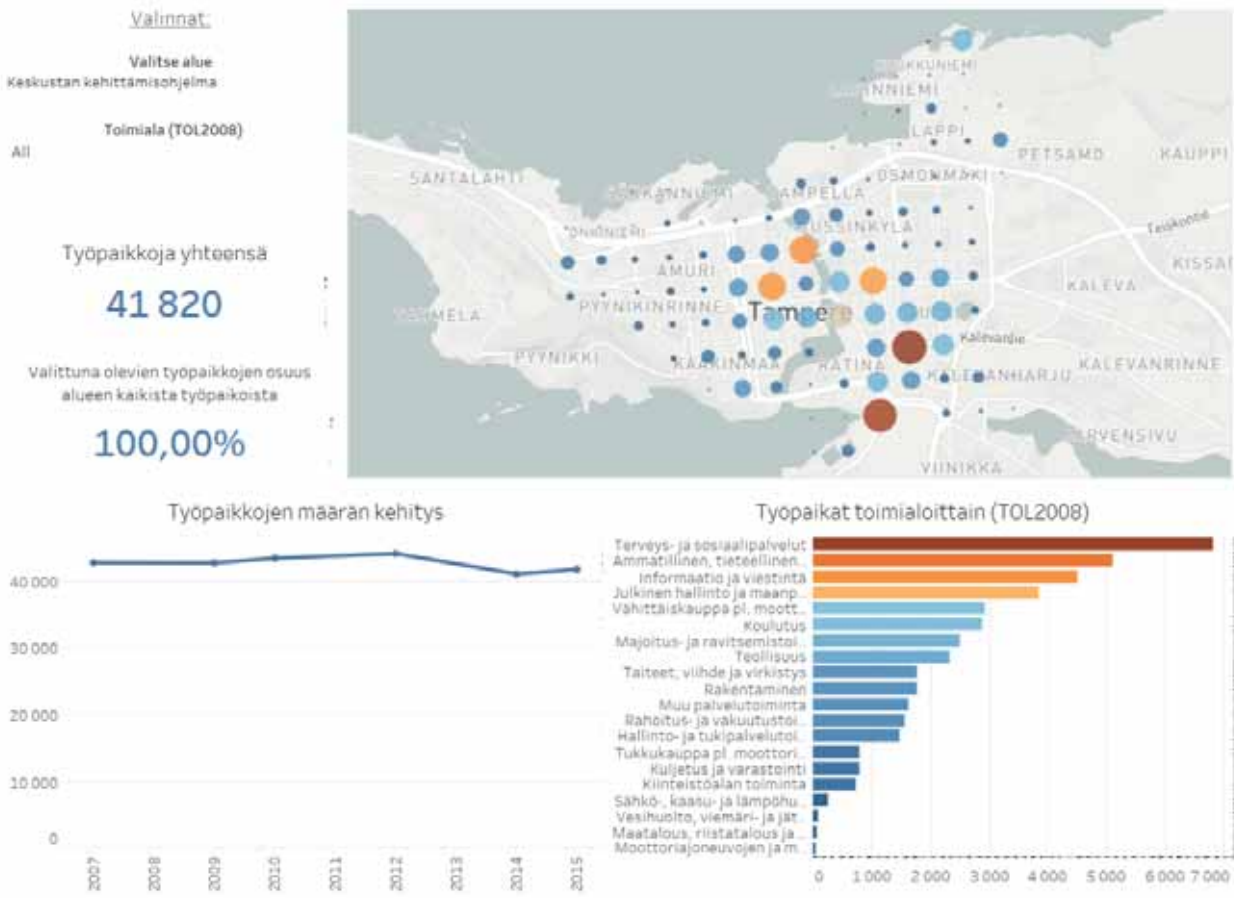 Valinnat:
Valitse alue
Keskustan kehittämisohjelma
Toimiala (TOL2008)
All
Työpaikkoja yhteensä
41 820
Valittuna olevien työpaikkojen osuus
alueen kaikista työpaikoista
100,00%
LAPPI
PETSAMO
KAUPPI
SANTALAHTI
OSMONMÄKI
Teiskontie
AMURI
KALEVA
PYYNIKINRINNE
Tampere
PYYNIKKI
Kalevantie
KAAKINMAA
RATINA
KALEVANHARJU
KALEVANRINNE
VIINIKKA
Työpaikkojen määrän kehitys
40 000
30 000
20 000
10 000
0
2007
2008
2009
2010
2011
2012
2013
2014
2015
Työpaikat toimialoittain (TOL2008)
Terveys- ja sosiaalipalvelut
Ammatillinen, tieteellinen...
Informaatio ja viestintä
Julkinen hallinto ja maanp...
Vähittäiskauppa pl. moott...
Koulutus
Majoitus- ja ravitsemistoi...
Teollisuus
Taiteet, viihde ja virkistys
Rakentaminen
Muu palvelutoiminta
Rahoitus- ja vakuutustoi...
Hallinto- ja tukipalvelutoi...
Tukkukauppa pl. moottori...
Kuljetus ja varastointi
Kiinteistöalan toiminta
Sähkö-, kaasu- ja lämpöhu...
Vesihuolto, viemäri- ja jät...
Maatalous, riistatalous ja ...
Moottoriajoneuvojen ja m...
0 1 000 2 000 3 000 4 000 5 000 6 000 7 000